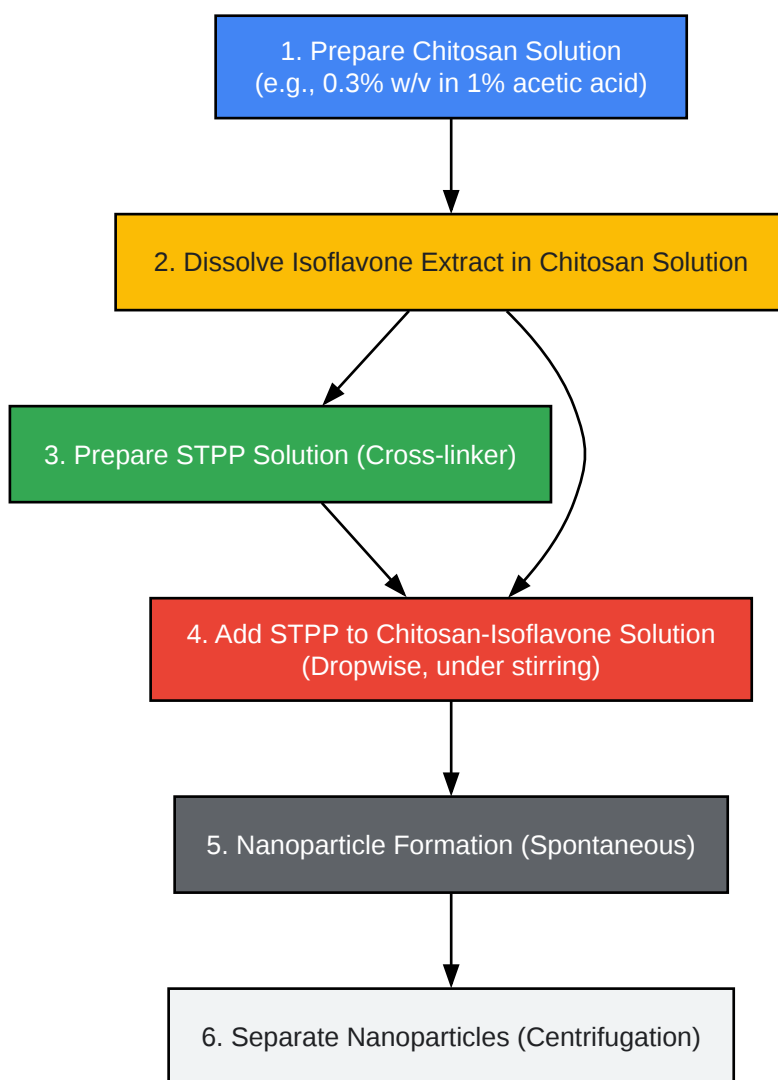 1. Prepare Chitosan Solution
(e.g., 0.3% w/v in 1% acetic acid)
2. Dissolve Isoflavone Extract in Chitosan Solution
3. Prepare STPP Solution (Cross-linker)
4. Add STPP to Chitosan-Isoflavone Solution
(Dropwise, under stirring)
5. Nanoparticle Formation (Spontaneous)
6. Separate Nanoparticles (Centrifugation)